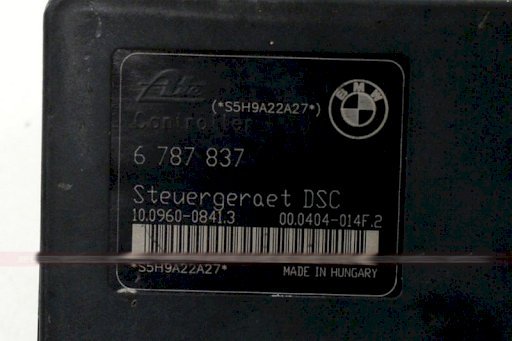 Ate
(*S5H9A22A27*)
BMW
Controller
6 787 837
Steuergeraet DSC
10.0960-0841.3 00.0404-014F.2
*S5H9A22A27*
MADE IN HUNGARY